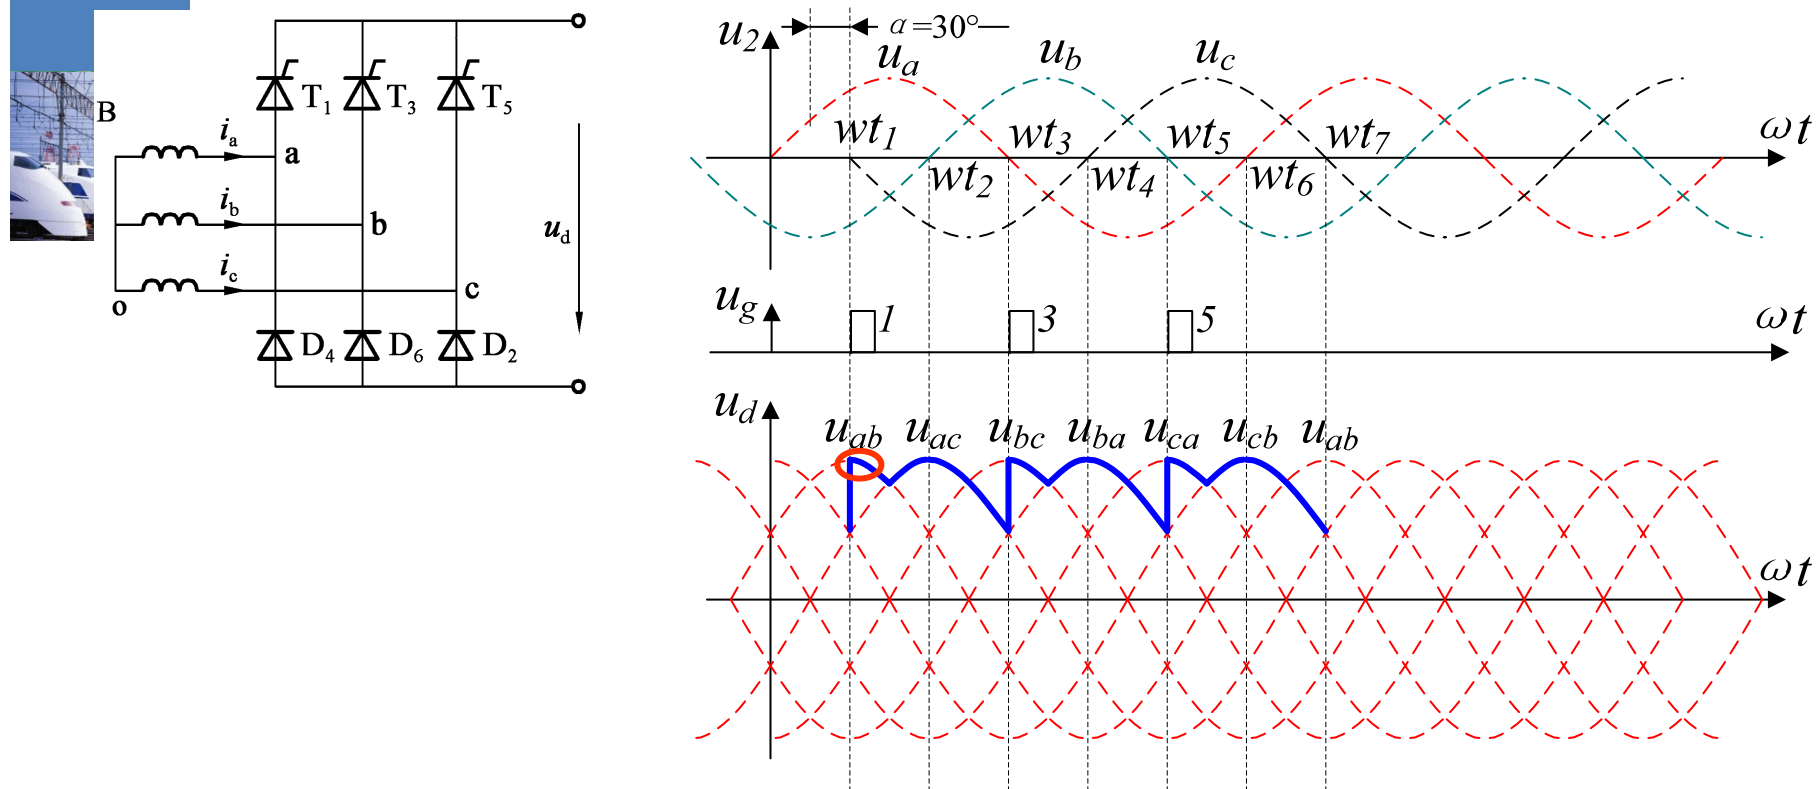 B
T1
T3
T5
ia
a
ib
b
ic
c
o
ud
D4
D6
D2
α=30°
u2
ua
ub
uc
wt1
wt3
wt5
wt7
ωt
wt2
wt4
wt6
ug
1
3
5
ωt
ud
uab
uac
ubc
uba
uca
ucb
uab
ωt